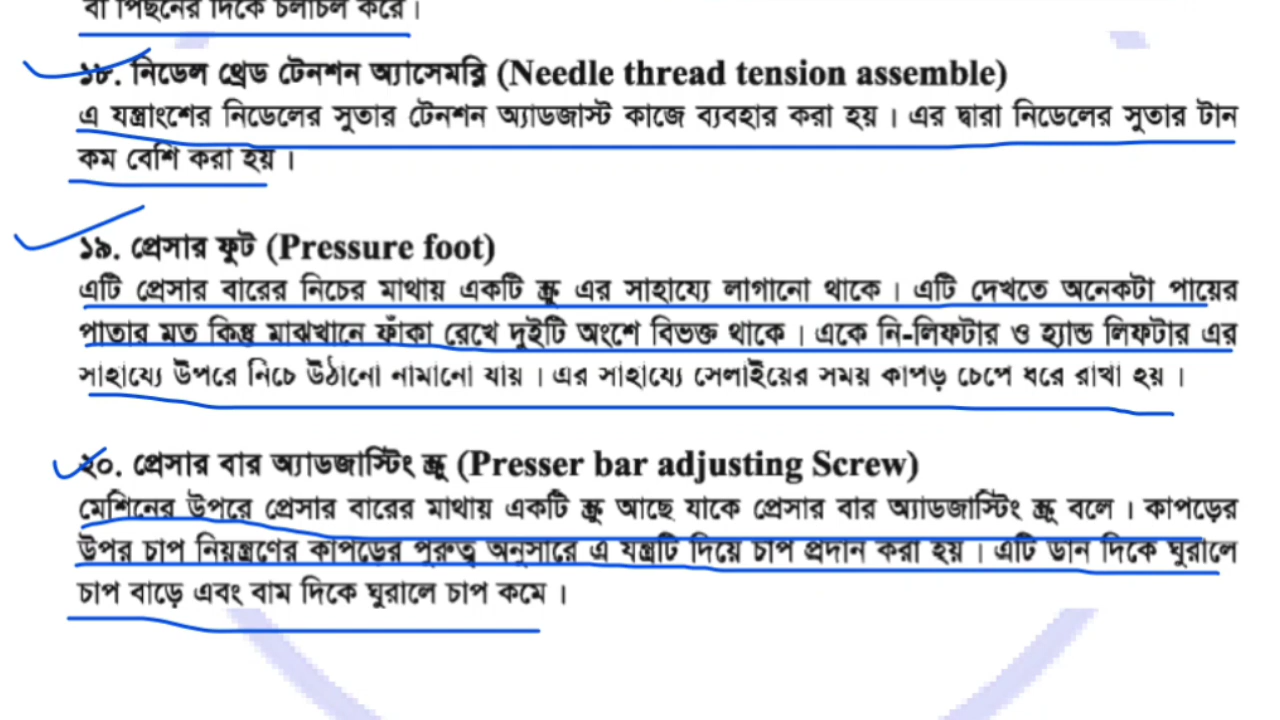 বা পিছনের দিকে চলাচল করে।
১৮. নিডেল থ্রেড টেনশন অ্যাসেমব্লি (Needle thread tension assemble)
এ যন্ত্রাংশের নিডেলের সুতার টেনশন অ্যাডজাস্ট কাজে ব্যবহার করা হয়। এর দ্বারা নিডেলের সুতার টান
কম বেশি করা হয়।
১৯. প্রেসার ফুট (Pressure foot)
এটি প্রেসার বারের নিচের মাথায় একটি স্ক্রু এর সাহায্যে লাগানো থাকে। এটি দেখতে অনেকটা পায়ের
পাতার মত কিন্তু মাঝখানে ফাঁকা রেখে দুইটি অংশে বিভক্ত থাকে। একে নি-লিফটার ও হ্যান্ড লিফটার এর
সাহায্যে উপরে নিচে উঠানো নামানো যায়। এর সাহায্যে সেলাইয়ের সময় কাপড় চেপে ধরে রাখা হয়।
২০. প্রেসার বার অ্যাডজাস্টিং স্ক্রু (Presser bar adjusting Screw)
মেশিনের উপরে প্রেসার বারের মাথায় একটি স্ক্রু আছে যাকে প্রেসার বার অ্যাডজাস্টিং স্ক্রু বলে। কাপড়ের
উপর চাপ নিয়ন্ত্রণের কাপড়ের পুরুত্ব অনুসারে এ যন্ত্রটি দিয়ে চাপ প্রদান করা হয়। এটি ডান দিকে ঘুরালে
চাপ বাড়ে এবং বাম দিকে ঘুরালে চাপ কমে।